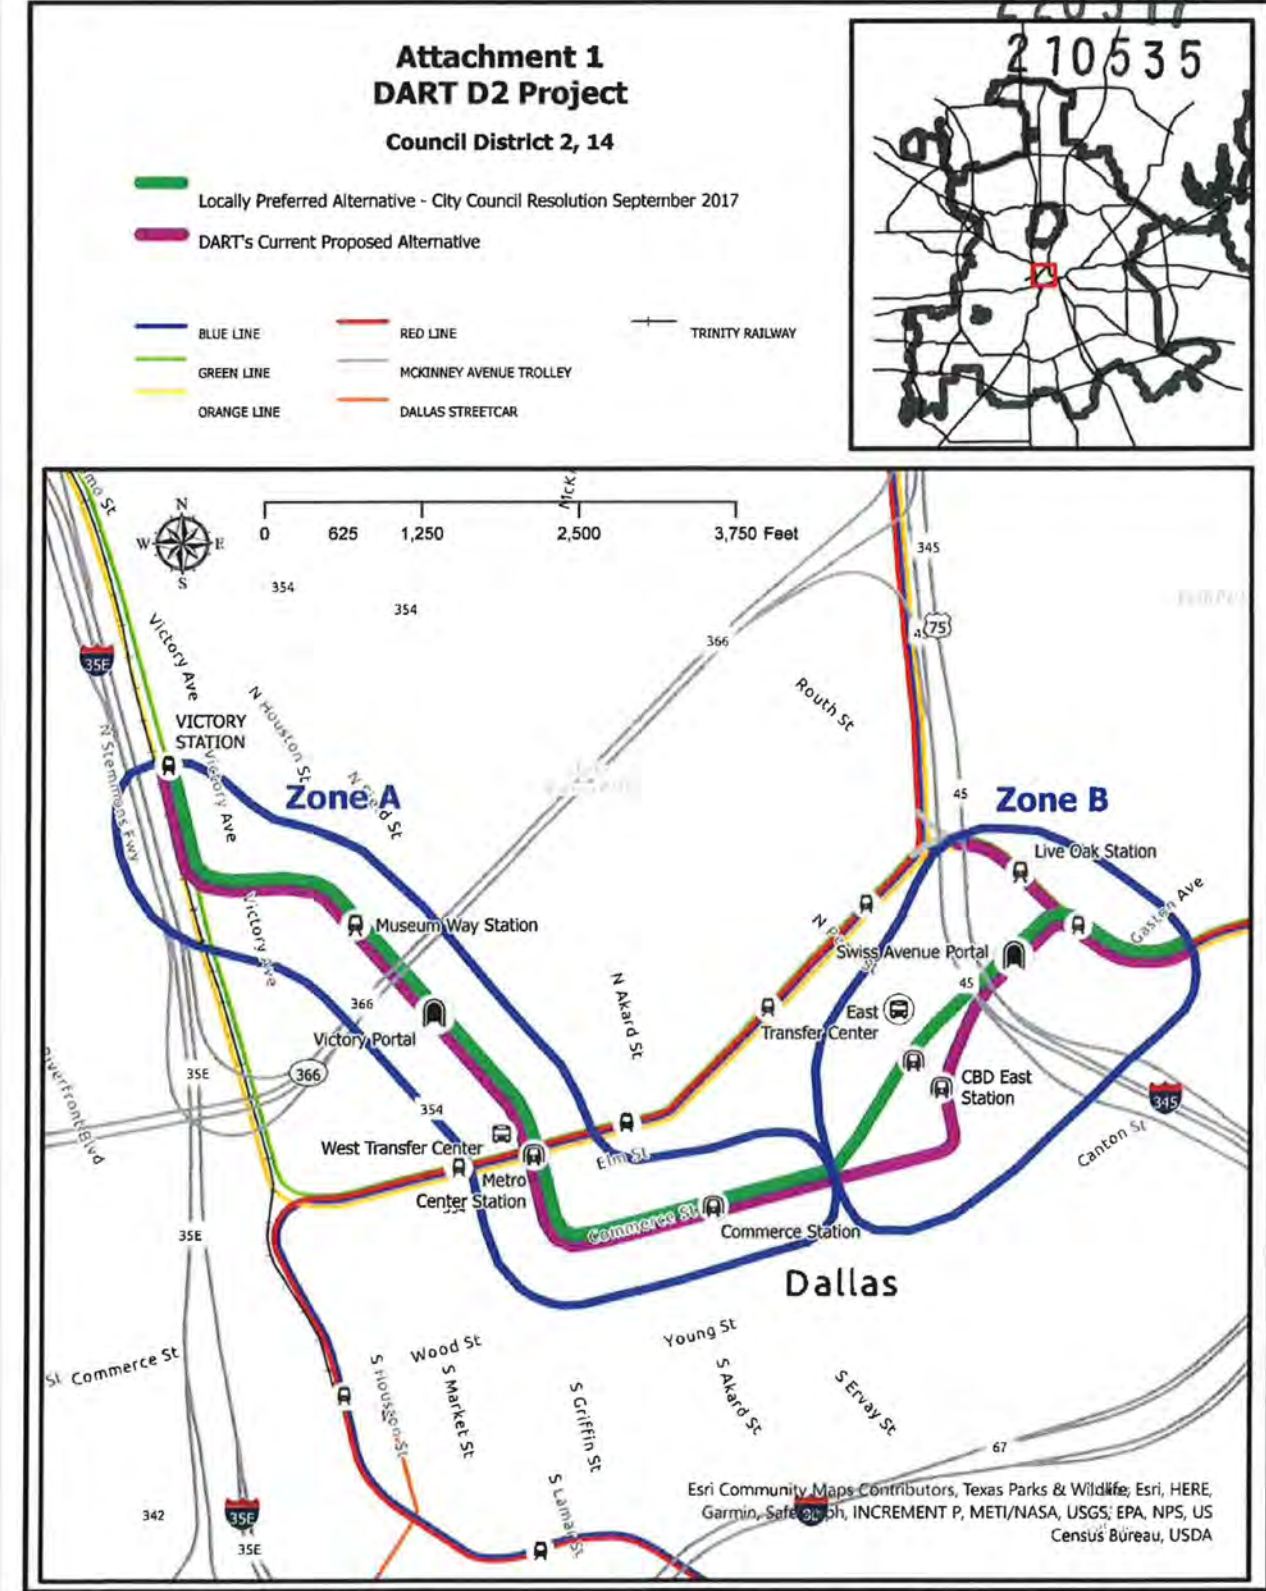 210535
Attachment 1
DART D2 Project
Council District 2, 14
Locally Preferred Alternative - City Council Resolution September 2017
DART's Current Proposed Alternative
BLUE LINE
RED LINE
TRINITY RAILWAY
GREEN LINE
MCKINNEY AVENUE TROLLEY
ORANGE LINE
DALLAS STREETCAR
N
W E
S
0 625 1,250 2,500 3,750 Feet
354
354
345
75
366
35E
Victory Ave
N Houston St
Routh St
VICTORY
STATION
N Stemmons Fwy
Victory Ave
N Field St
Zone A
45
Zone B
Live Oak Station
Victory Ave
Museum Way Station
Gaston Ave
Swiss Avenue Portal
45
366
N Akard St
East
Transfer Center
Victory Portal
35E
366
CBD East
Station
345
354
Riverfront Blvd
West Transfer Center
Elm St
Canton St
Metro
Center Station
Commerce St
Commerce Station
35E
Dallas
Young St
Wood St
St Commerce St
S Houston St
S Market St
S Akard St
S Ervay St
S Griffin St
67
S Lamar St
342
35E
35E
Esri Community Maps Contributors, Texas Parks & Wildlife, Esri, HERE,
Garmin, INCREMENT P, METI/NASA, USGS, EPA, NPS, US
Census Bureau, USDA